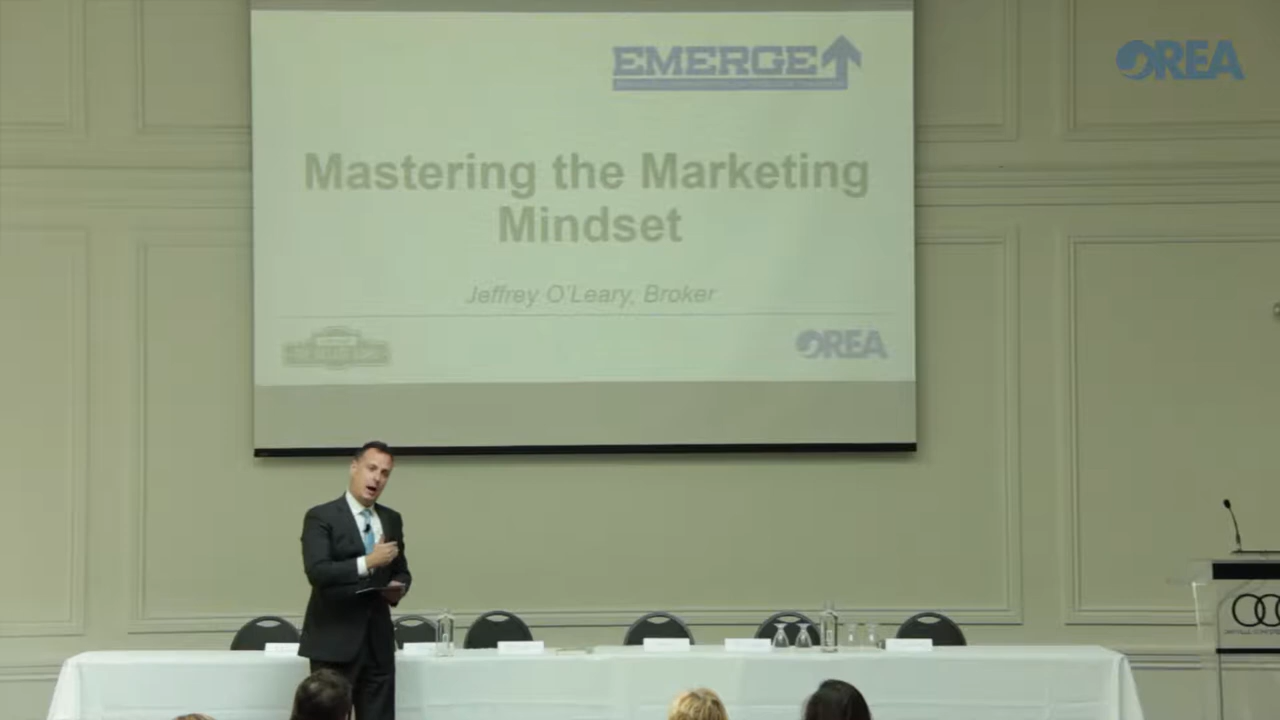 EMERGE
OREA
Mastering the Marketing
Mindset
Jeffrey O'Leary, Broker
OREA